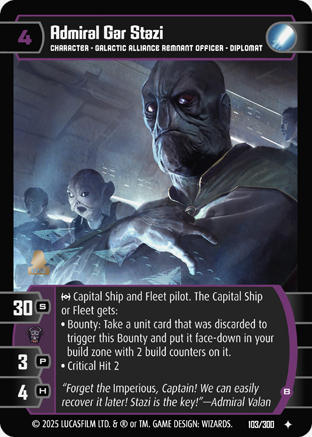 4
Admiral Gar Stazi
CHARACTER • GALACTIC ALLIANCE REMNANT OFFICER • DIPLOMAT
30 S
3 P
4 H
Capital Ship and Fleet pilot. The Capital Ship
or Fleet gets:
• Bounty: Take a unit card that was discarded to
trigger this Bounty and put it face-down in your
build zone with 2 build counters on it.
• Critical Hit 2
“Forget the Imperious, Captain! We can easily
recover it later! Stazi is the key!”—Admiral Valan
B
© 2025 LUCASFILM LTD. & ® or TM. GAME DESIGN: WIZARDS.
103/300